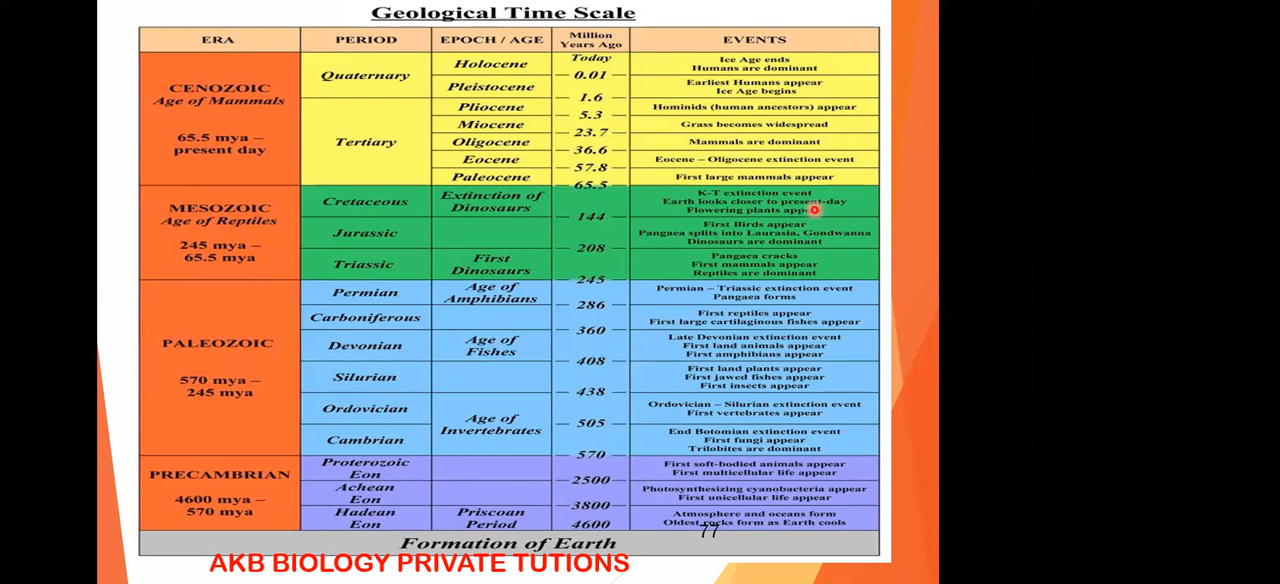 Geological Time Scale
ERA PERIOD EPOCH / AGE Million Years Ago EVENTS
CENOZOIC
Age of Mammals
65.5 mya –
present day
Quaternary
Holocene
Today
Ice Age ends
Humans are dominant
0.01
Pleistocene
Earliest Humans appear
Ice Age begins
1.6
Tertiary
Pliocene
Hominids (human ancestors) appear
5.3
Miocene
Grass becomes widespread
23.7
Oligocene
Mammals are dominant
36.6
Eocene
Eocene – Oligocene extinction event
57.8
Paleocene
First large mammals appear
65.5
MESOZOIC
Age of Reptiles
245 mya –
65.5 mya
Cretaceous
Extinction of
Dinosaurs
K-T extinction event
Earth looks closer to present-day
Flowering plants
144
Jurassic
First Birds appear
Pangaea splits into Laurasia, Gondwanna
Dinosaurs are dominant
208
Triassic
First
Dinosaurs
Pangaea cracks
First mammals appear
Reptiles are dominant
245
PALEOZOIC
570 mya –
245 mya
Permian
Age of
Amphibians
Permian – Triassic extinction event
Pangaea forms
286
Carboniferous
First reptiles appear
First large cartilaginous fishes appear
360
Devonian
Age of
Fishes
Late Devonian extinction event
First land animals appear
First amphibians appear
408
Silurian
First land plants appear
First jawed fishes appear
First insects appear
438
Ordovician
Ordovician – Silurian extinction event
First vertebrates appear
505
Age of
Invertebrates
Cambrian
End Botomian extinction event
First fungi appear
Trilobites are dominant
570
PRECAMBRIAN
4600 mya –
570 mya
Proterozoic
Eon
First soft-bodied animals appear
First multicellular life appear
2500
Achean
Eon
Photosynthesizing cyanobacteria appear
First unicellular life appear
3800
Hadean
Eon
Priscoan
Period
4600
Atmosphere and oceans form
Oldest rocks form as Earth cools
77
Formation of Earth
AKB BIOLOGY PRIVATE TUTIONS